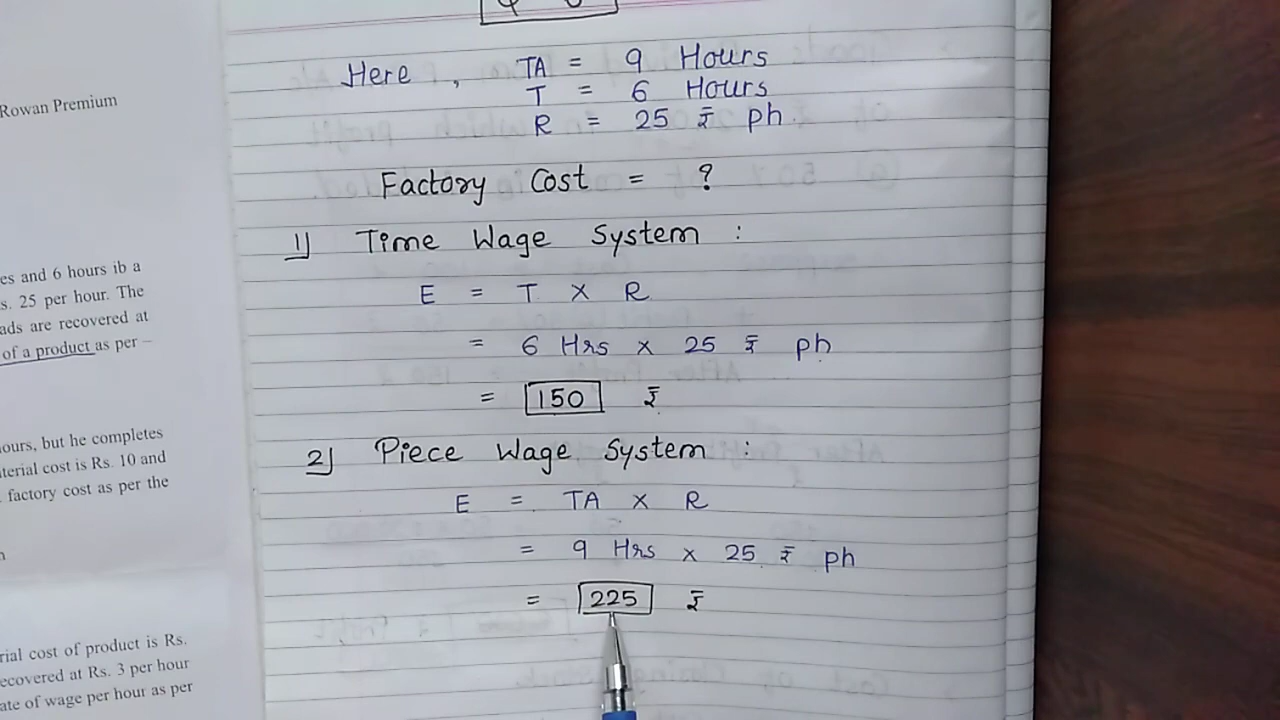 Rowan Premium
es and 6 hours ib a
s. 25 per hour. The
ads are recovered at
of a product as per –
ours, but he completes
terial cost is Rs. 10 and
factory cost as per the
rial cost of product is Rs.
ecovered at Rs. 3 per hour
ate of wage per hour as per
Here , TA = 9 Hours
T = 6 Hours
R = 25 ₹ ph.
Factory Cost = ?
1) Time Wage System :
E = T x R
= 6 Hrs x 25 ₹ ph
= 150 ₹
2) Piece Wage System :
E = TA x R
= 9 Hrs x 25 ₹ ph
= 225 ₹